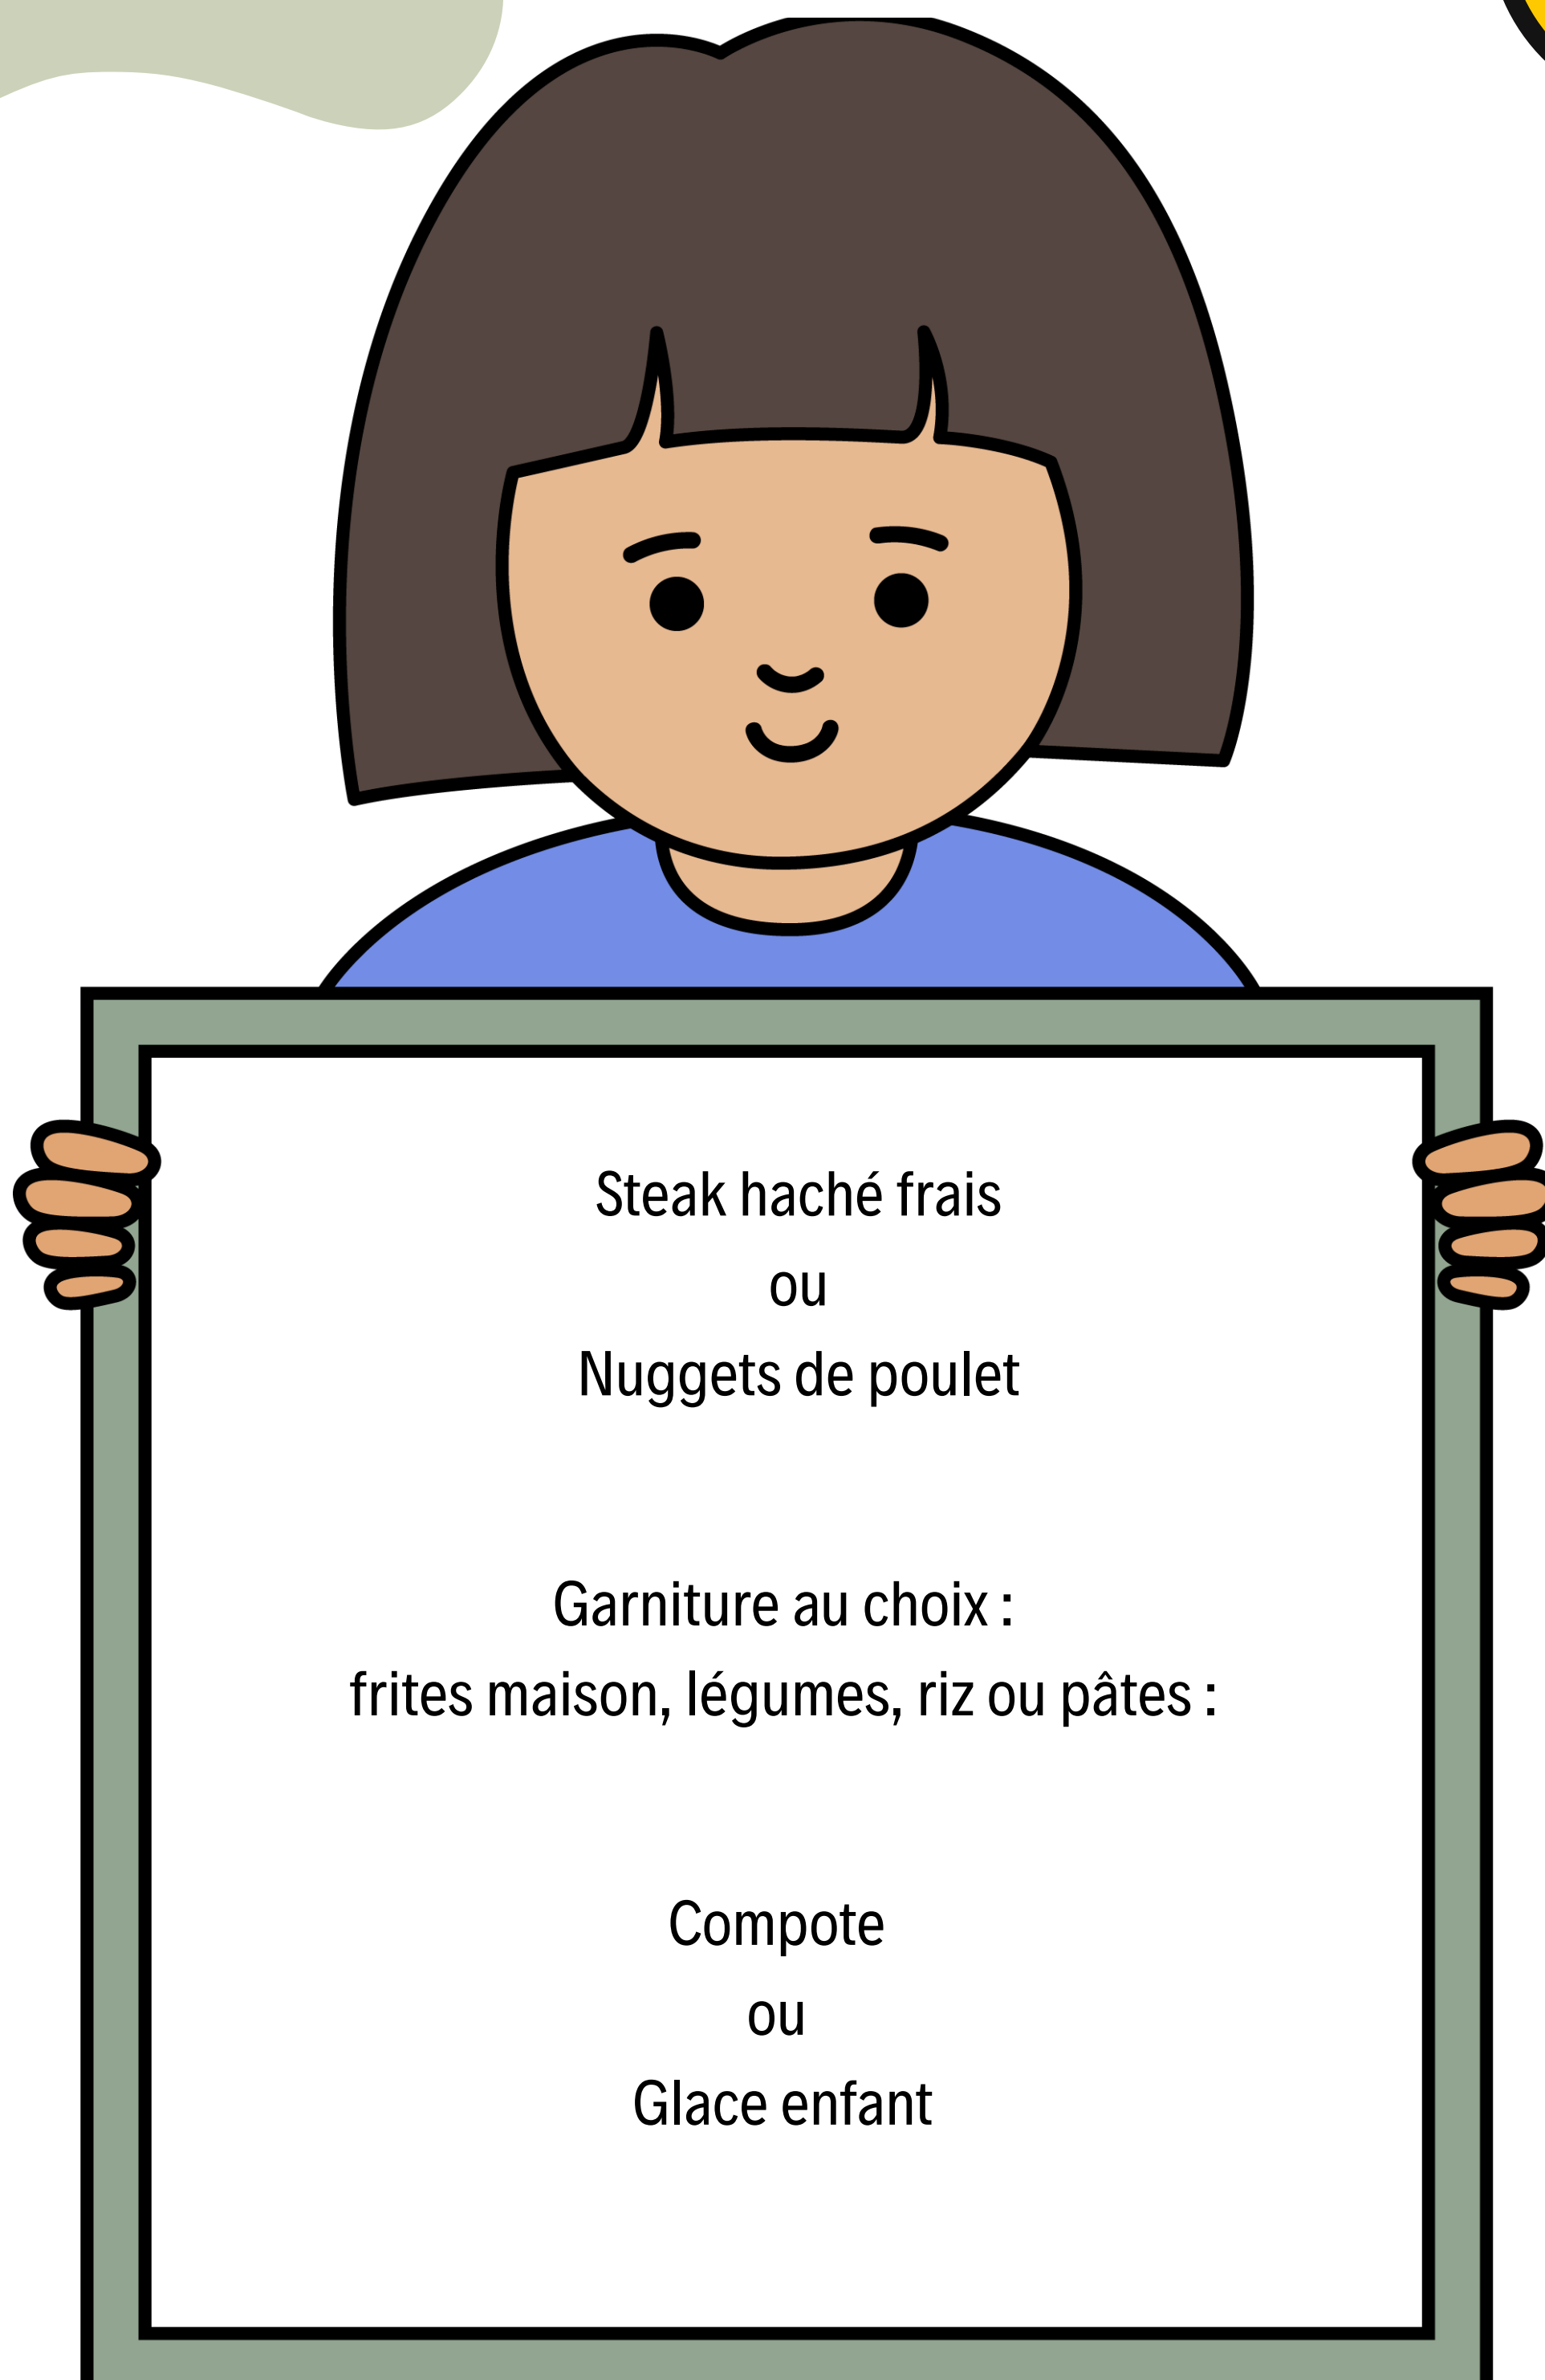 Steak haché frais
ou
Nuggets de poulet
Garniture au choix :
frites maison, légumes, riz ou pâtes :
Compote
ou
Glace enfant